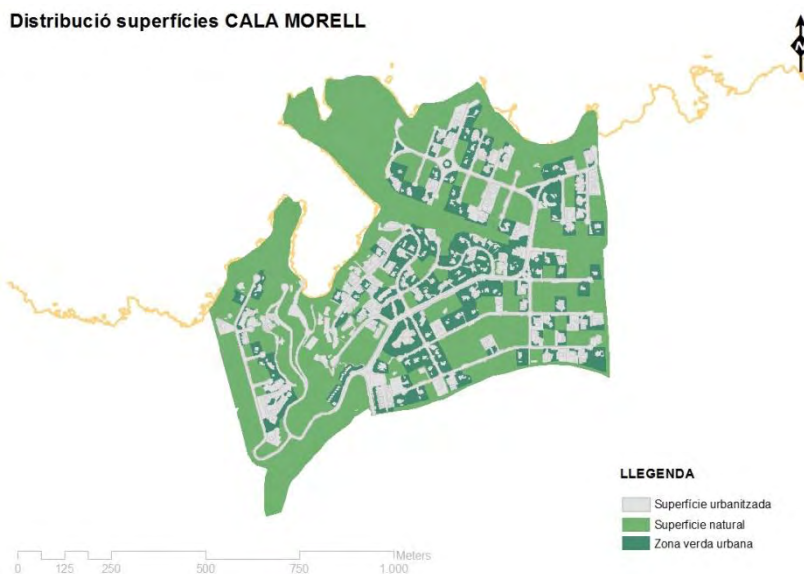 Distribució superfícies CALA MORELL
N
LLEGENDA
Superfície urbanitzada
Superfície natural
Zona verda urbana
Meters
0 125 250 500 750 1.000